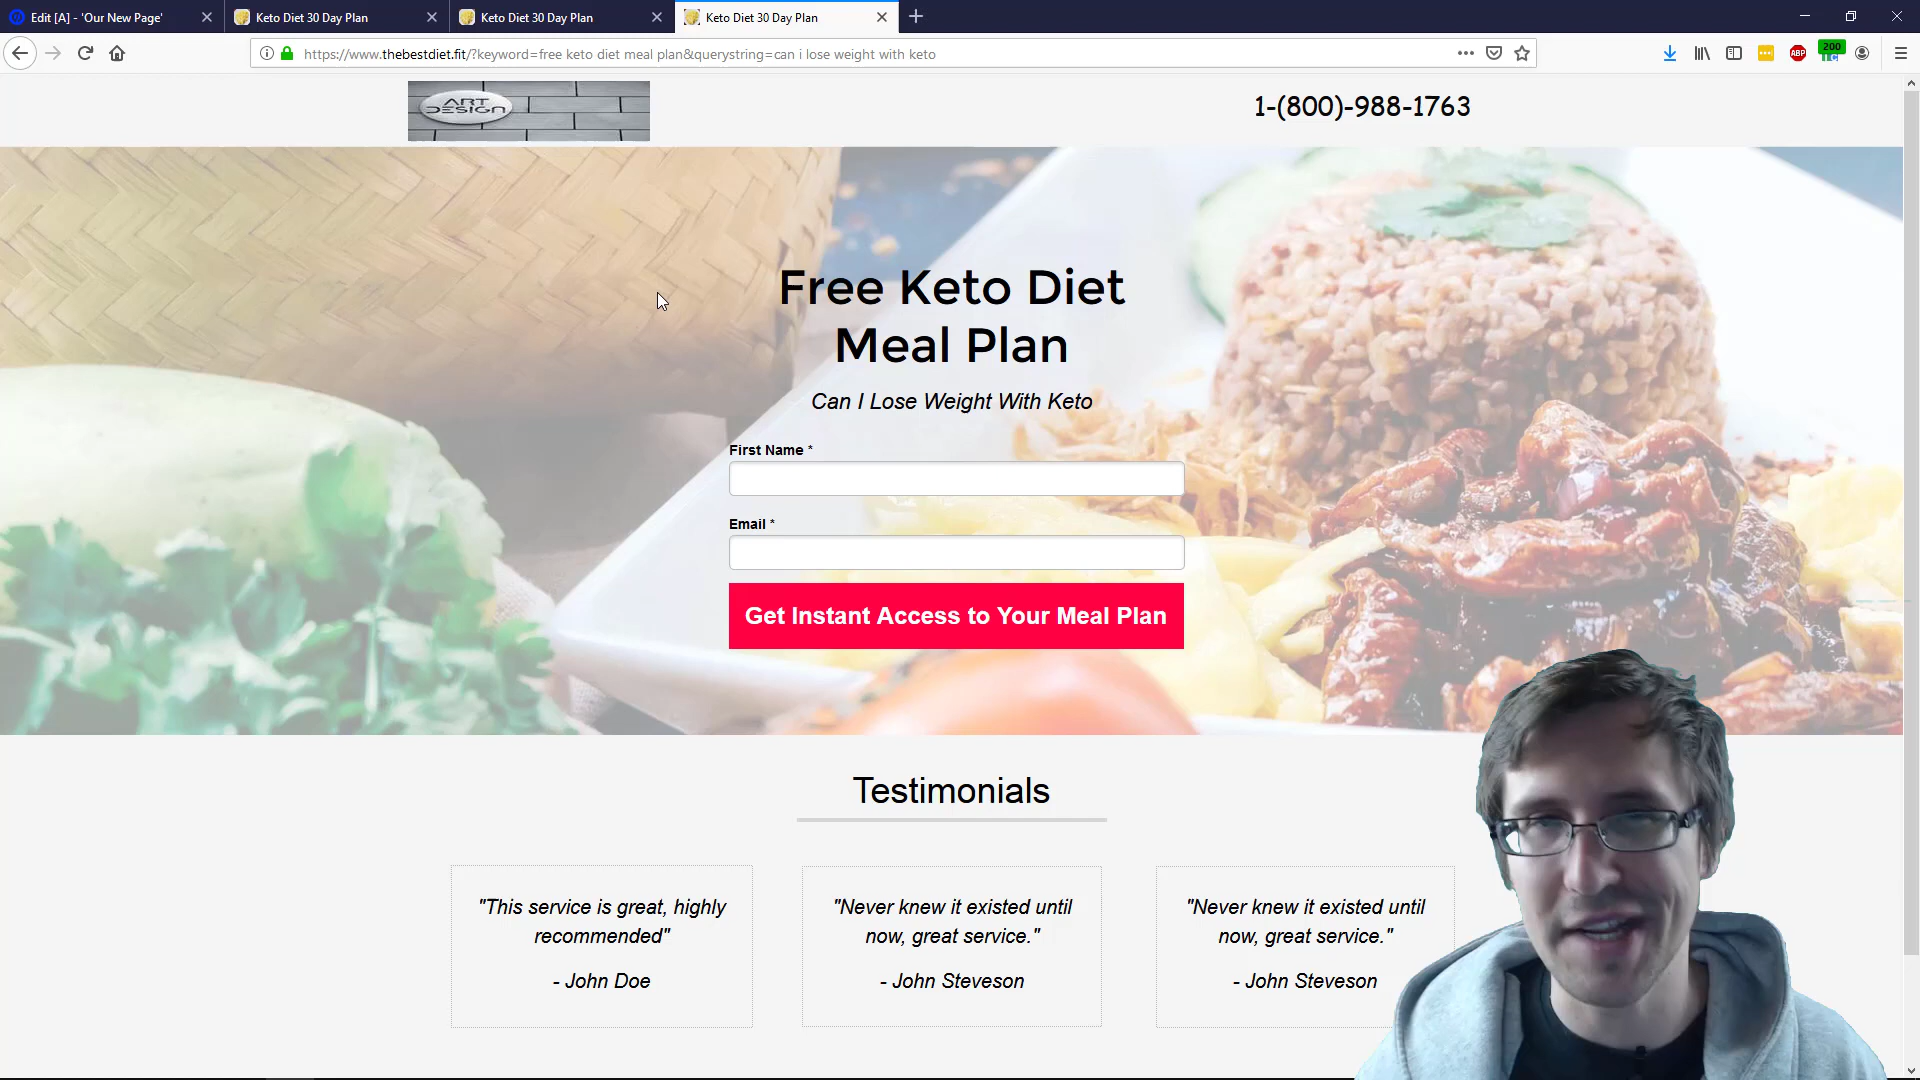 Edit [A] - 'Our New Page'
Keto Diet 30 Day Plan
Keto Diet 30 Day Plan
Keto Diet 30 Day Plan
https://www.thebestdiet.fit/?keyword=free keto diet meal plan&querystring=can i lose weight with keto
ABP
200
ART
DESIGN
1-(800)-988-1763
Free Keto Diet
Meal Plan
Can I Lose Weight With Keto
First Name *
Email *
Get Instant Access to Your Meal Plan
Testimonials
"This service is great, highly
recommended"
- John Doe
"Never knew it existed until
now, great service."
- John Steveson
"Never knew it existed until
now, great service."
- John Steveson